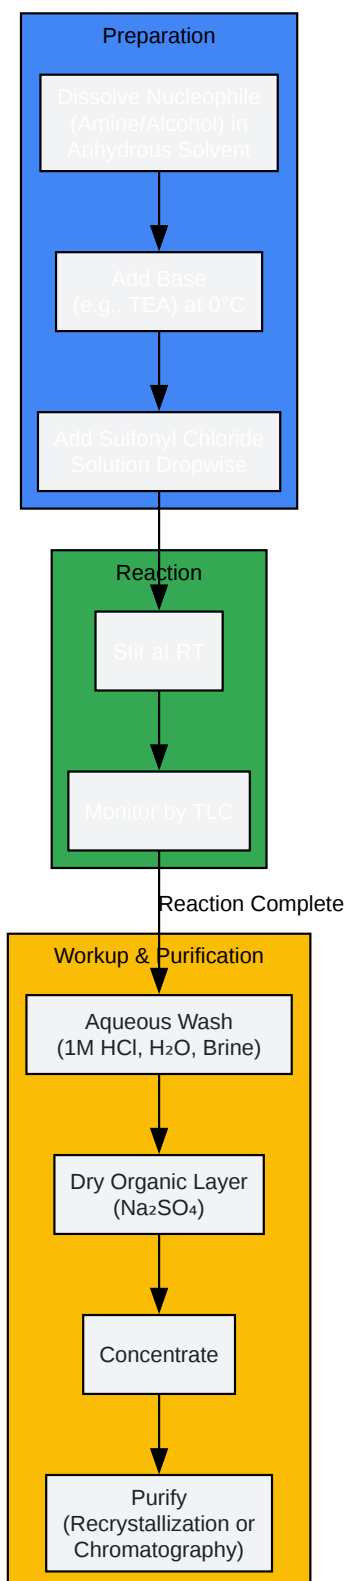 Preparation
Dissolve Nucleophile
(Amine/Alcohol) in
Anhydrous Solvent
Add Base
(e.g., TEA) at 0°C
Add Sulfonyl Chloride
Solution Dropwise
Reaction
Stir at RT
Monitor by TLC
Reaction Complete
Workup & Purification
Aqueous Wash
(1M HCl, H₂O, Brine)
Dry Organic Layer
(Na₂SO₄)
Concentrate
Purify
(Recrystallization or
Chromatography)